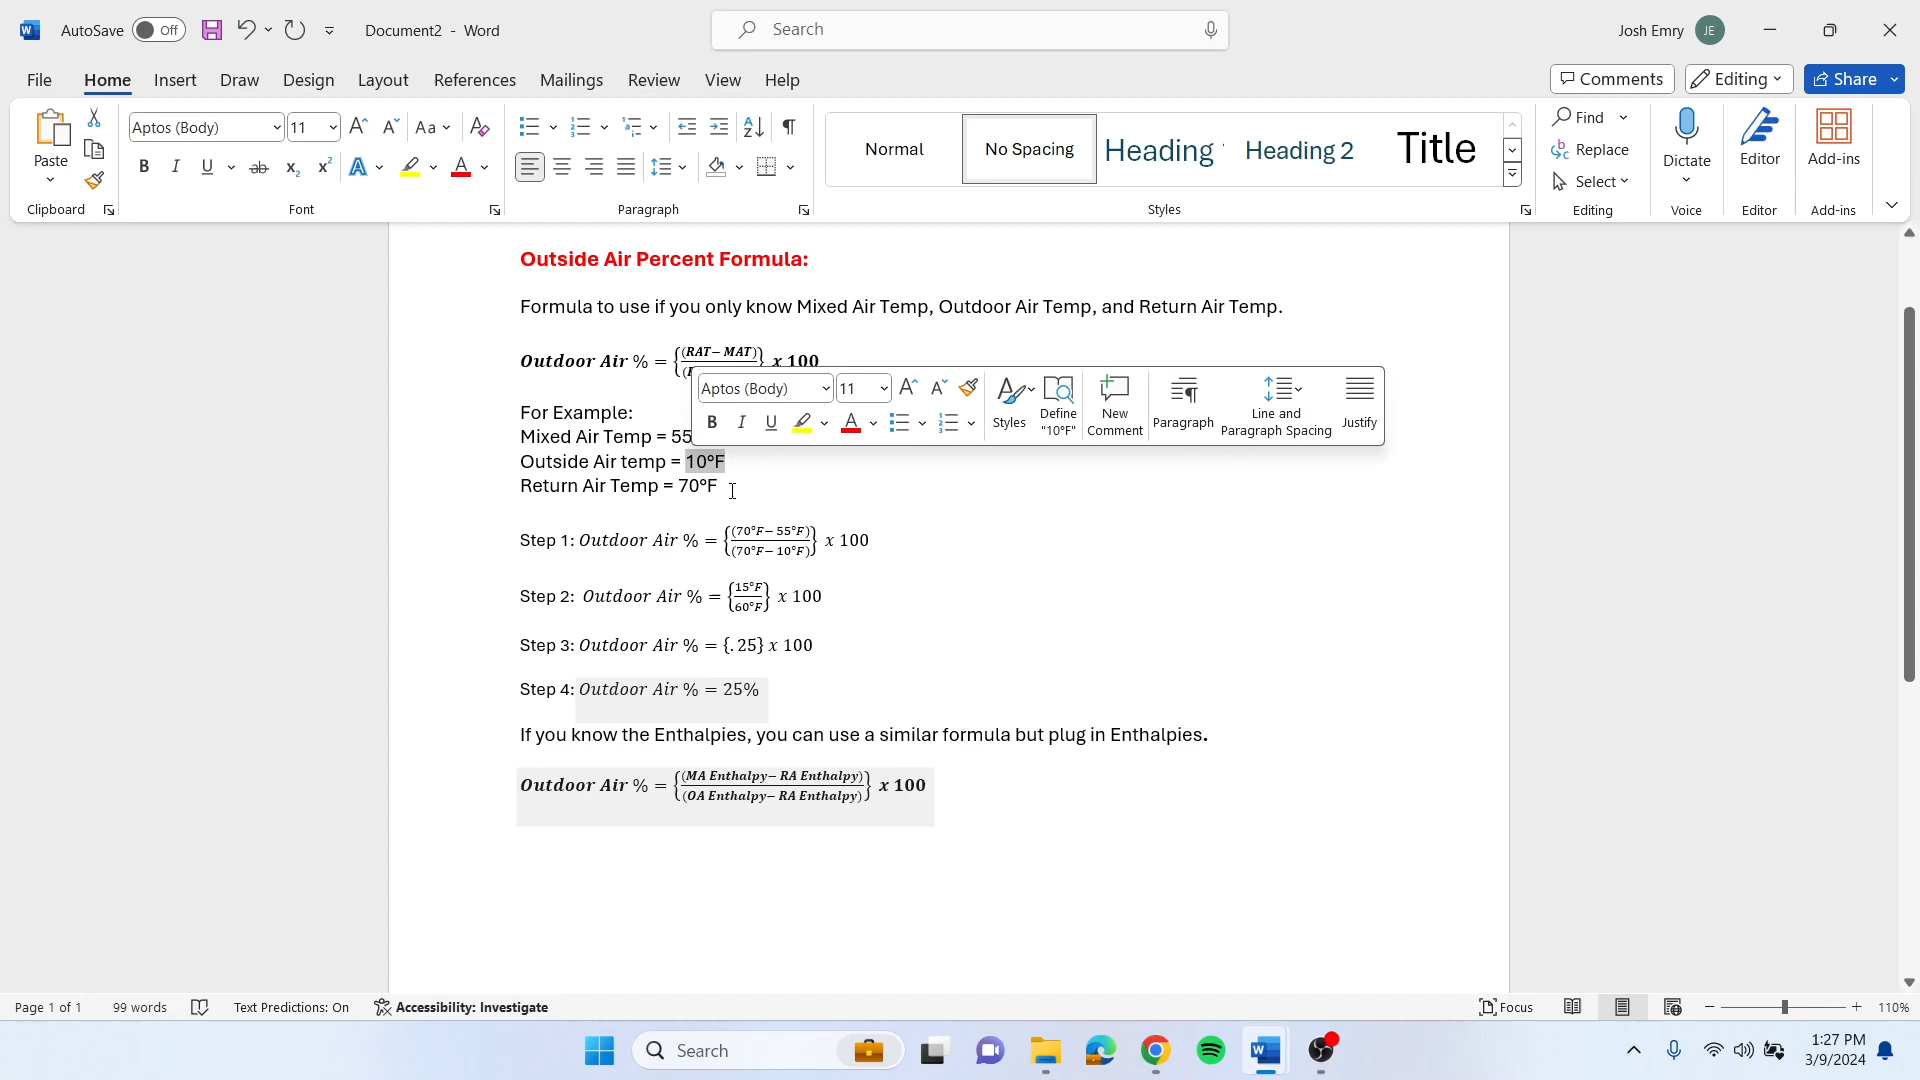 AutoSave Off Document2 - Word Search Josh Emry JE
File Home Insert Draw Design Layout References Mailings Review View Help Comments Editing Share
Paste
Clipboard
Aptos (Body) 11 Aa
B I U ab x₂ x² A A
Font
Paragraph
Normal No Spacing Heading Heading 2 Title
Styles
Find
Replace
Select
Editing
Dictate
Voice
Editor
Editor
Add-ins
Add-ins
Outside Air Percent Formula:
Formula to use if you only know Mixed Air Temp, Outdoor Air Temp, and Return Air Temp.
Outdoor Air % = {(RAT− MAT)/( } x 100
Aptos (Body) 11
B I U A
Styles
Define "10°F"
New Comment
Paragraph
Line and Paragraph Spacing
Justify
For Example:
Mixed Air Temp = 55
Outside Air temp = 10°F
Return Air Temp = 70°F
Step 1: Outdoor Air % = {(70°F− 55°F)/(70°F− 10°F)} x 100
Step 2: Outdoor Air % = {15°F/60°F} x 100
Step 3: Outdoor Air % = {.25} x 100
Step 4: Outdoor Air % = 25%
If you know the Enthalpies, you can use a similar formula but plug in Enthalpies.
Outdoor Air % = {(MA Enthalpy− RA Enthalpy)/(OA Enthalpy− RA Enthalpy)} x 100
Page 1 of 1 99 words Text Predictions: On Accessibility: Investigate Focus 110%
Search
1:27 PM
3/9/2024